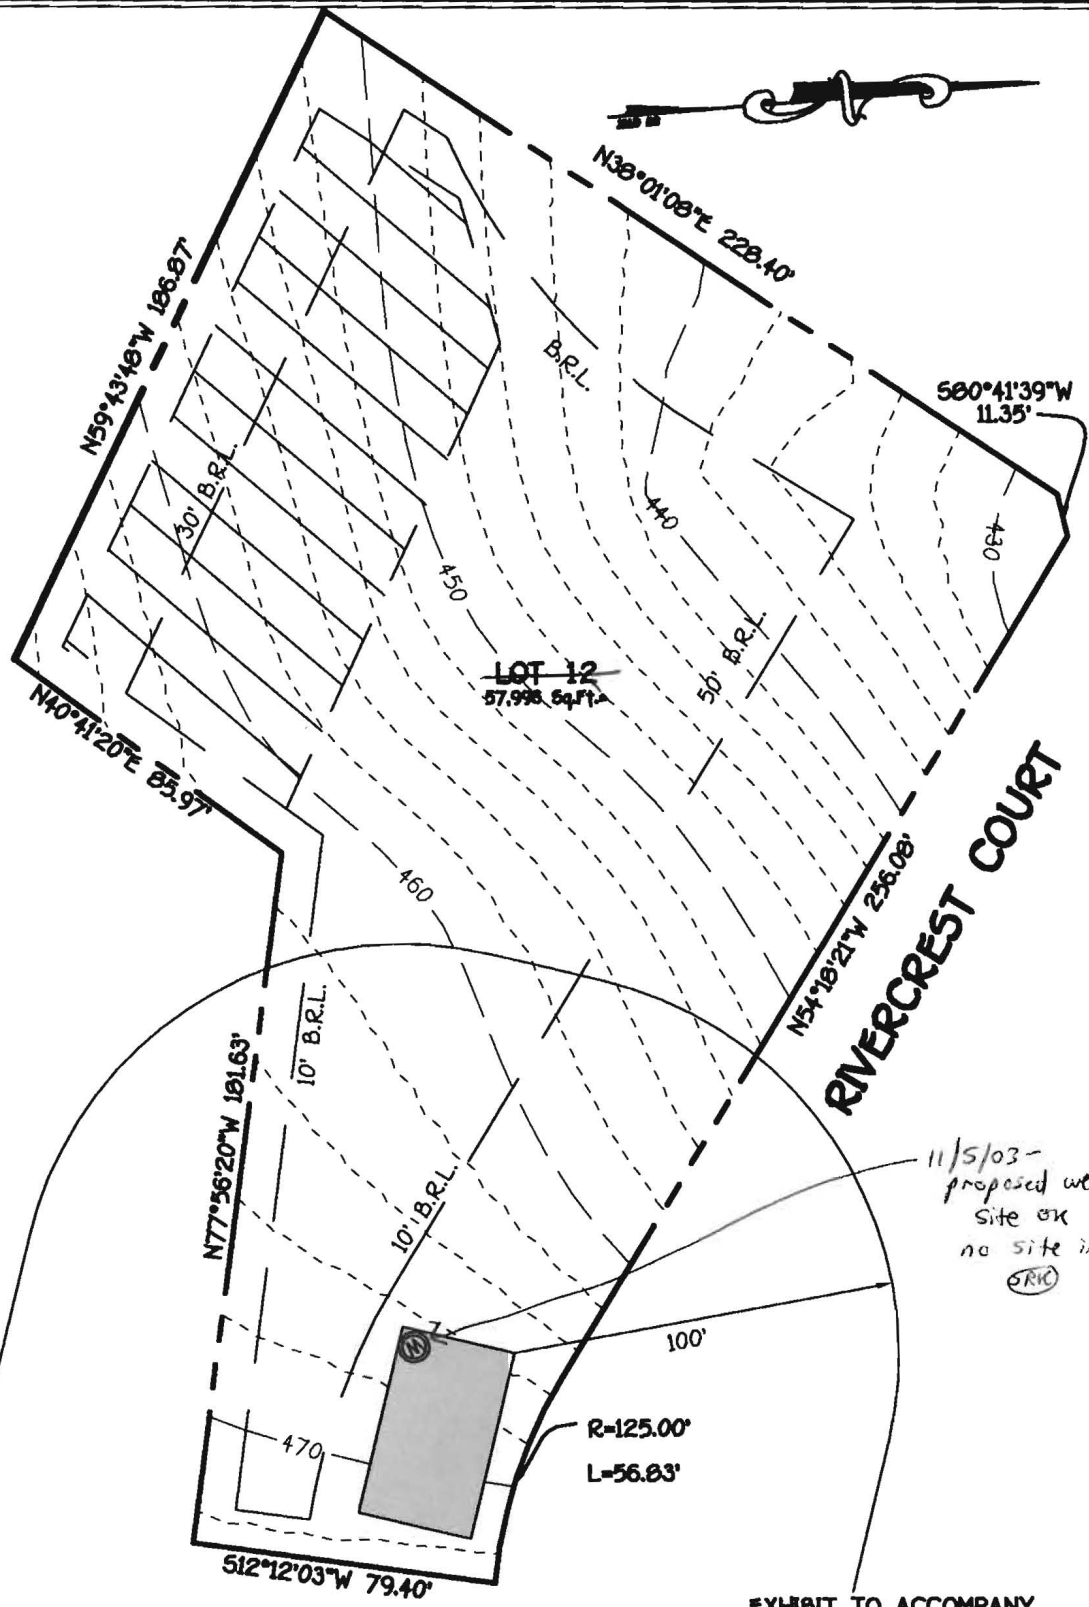 N38°01'08"E 228.40'
N59°43'48"W 186.87'
B.R.L.
S80°41'39"W
11.35'
30' B.R.L.
440
430
450
LOT 12
57,998 Sq.Ft.±
50' B.R.L.
N40°41'20"E 85.97'
460
N54°18'21"W 256.08'
RIVERCREST COURT
10' B.R.L.
N77°56'20"W 181.63'
10' B.R.L.
11/5/03 -
proposed
site ok
no site
SRK
W
100'
R=125.00'
L=56.83'
470
S12°12'03"W 79.40'
EXHIBIT TO ACCOMPANY